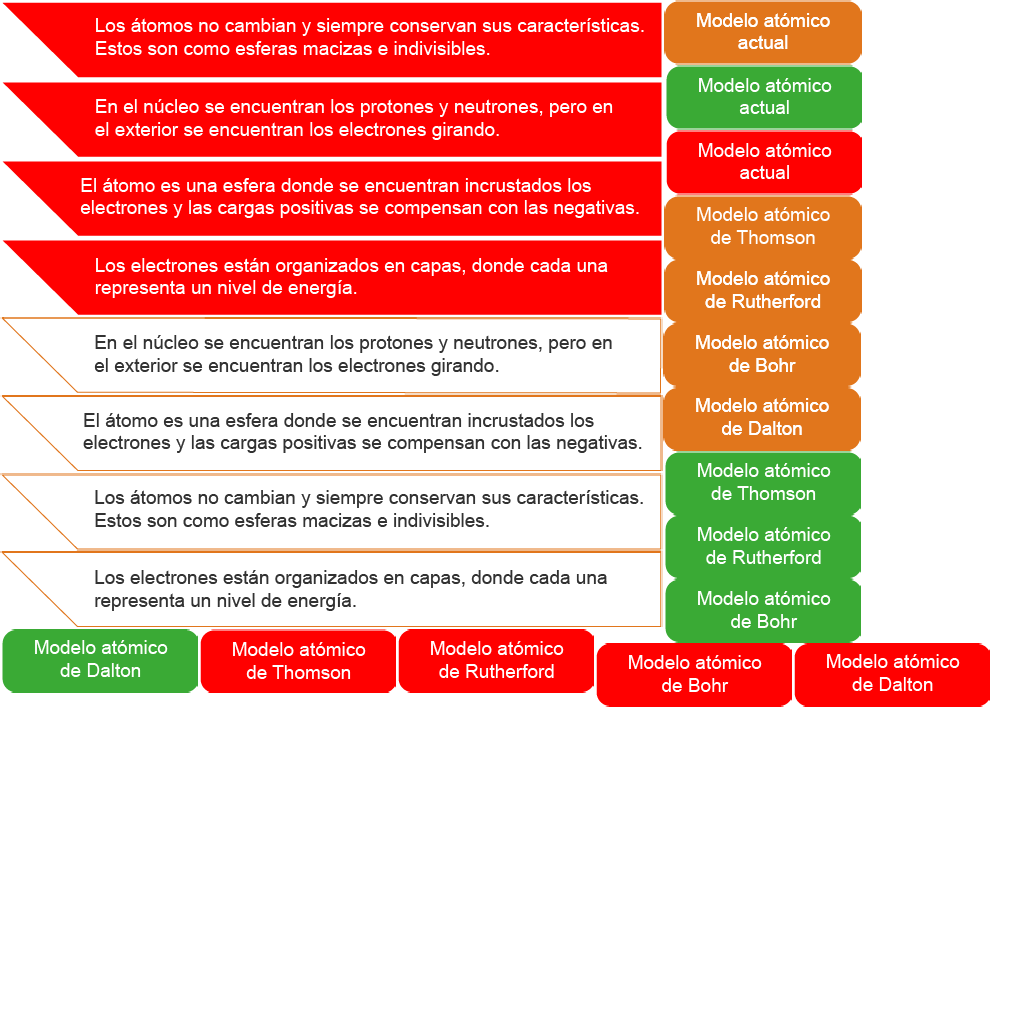 Los átomos no cambian y siempre conservan sus características.
Estos son como esferas macizas e indivisibles.
En el núcleo se encuentran los protones y neutrones, pero en
el exterior se encuentran los electrones girando.
El átomo es una esfera donde se encuentran incrustados los
electrones y las cargas positivas se compensan con las negativas.
Los electrones están organizados en capas, donde cada una
representa un nivel de energía.
En el núcleo se encuentran los protones y neutrones, pero en
el exterior se encuentran los electrones girando.
El átomo es una esfera donde se encuentran incrustados los
electrones y las cargas positivas se compensan con las negativas.
Los átomos no cambian y siempre conservan sus características.
Estos son como esferas macizas e indivisibles.
Los electrones están organizados en capas, donde cada una
representa un nivel de energía.
Modelo atómico
actual
Modelo atómico
actual
Modelo atómico
actual
Modelo atómico
de Thomson
Modelo atómico
de Rutherford
Modelo atómico
de Bohr
Modelo atómico
de Dalton
Modelo atómico
de Thomson
Modelo atómico
de Rutherford
Modelo atómico
de Bohr
Modelo atómico
de Dalton
Modelo atómico
de Thomson
Modelo atómico
de Rutherford
Modelo atómico
de Bohr
Modelo atómico
de Dalton